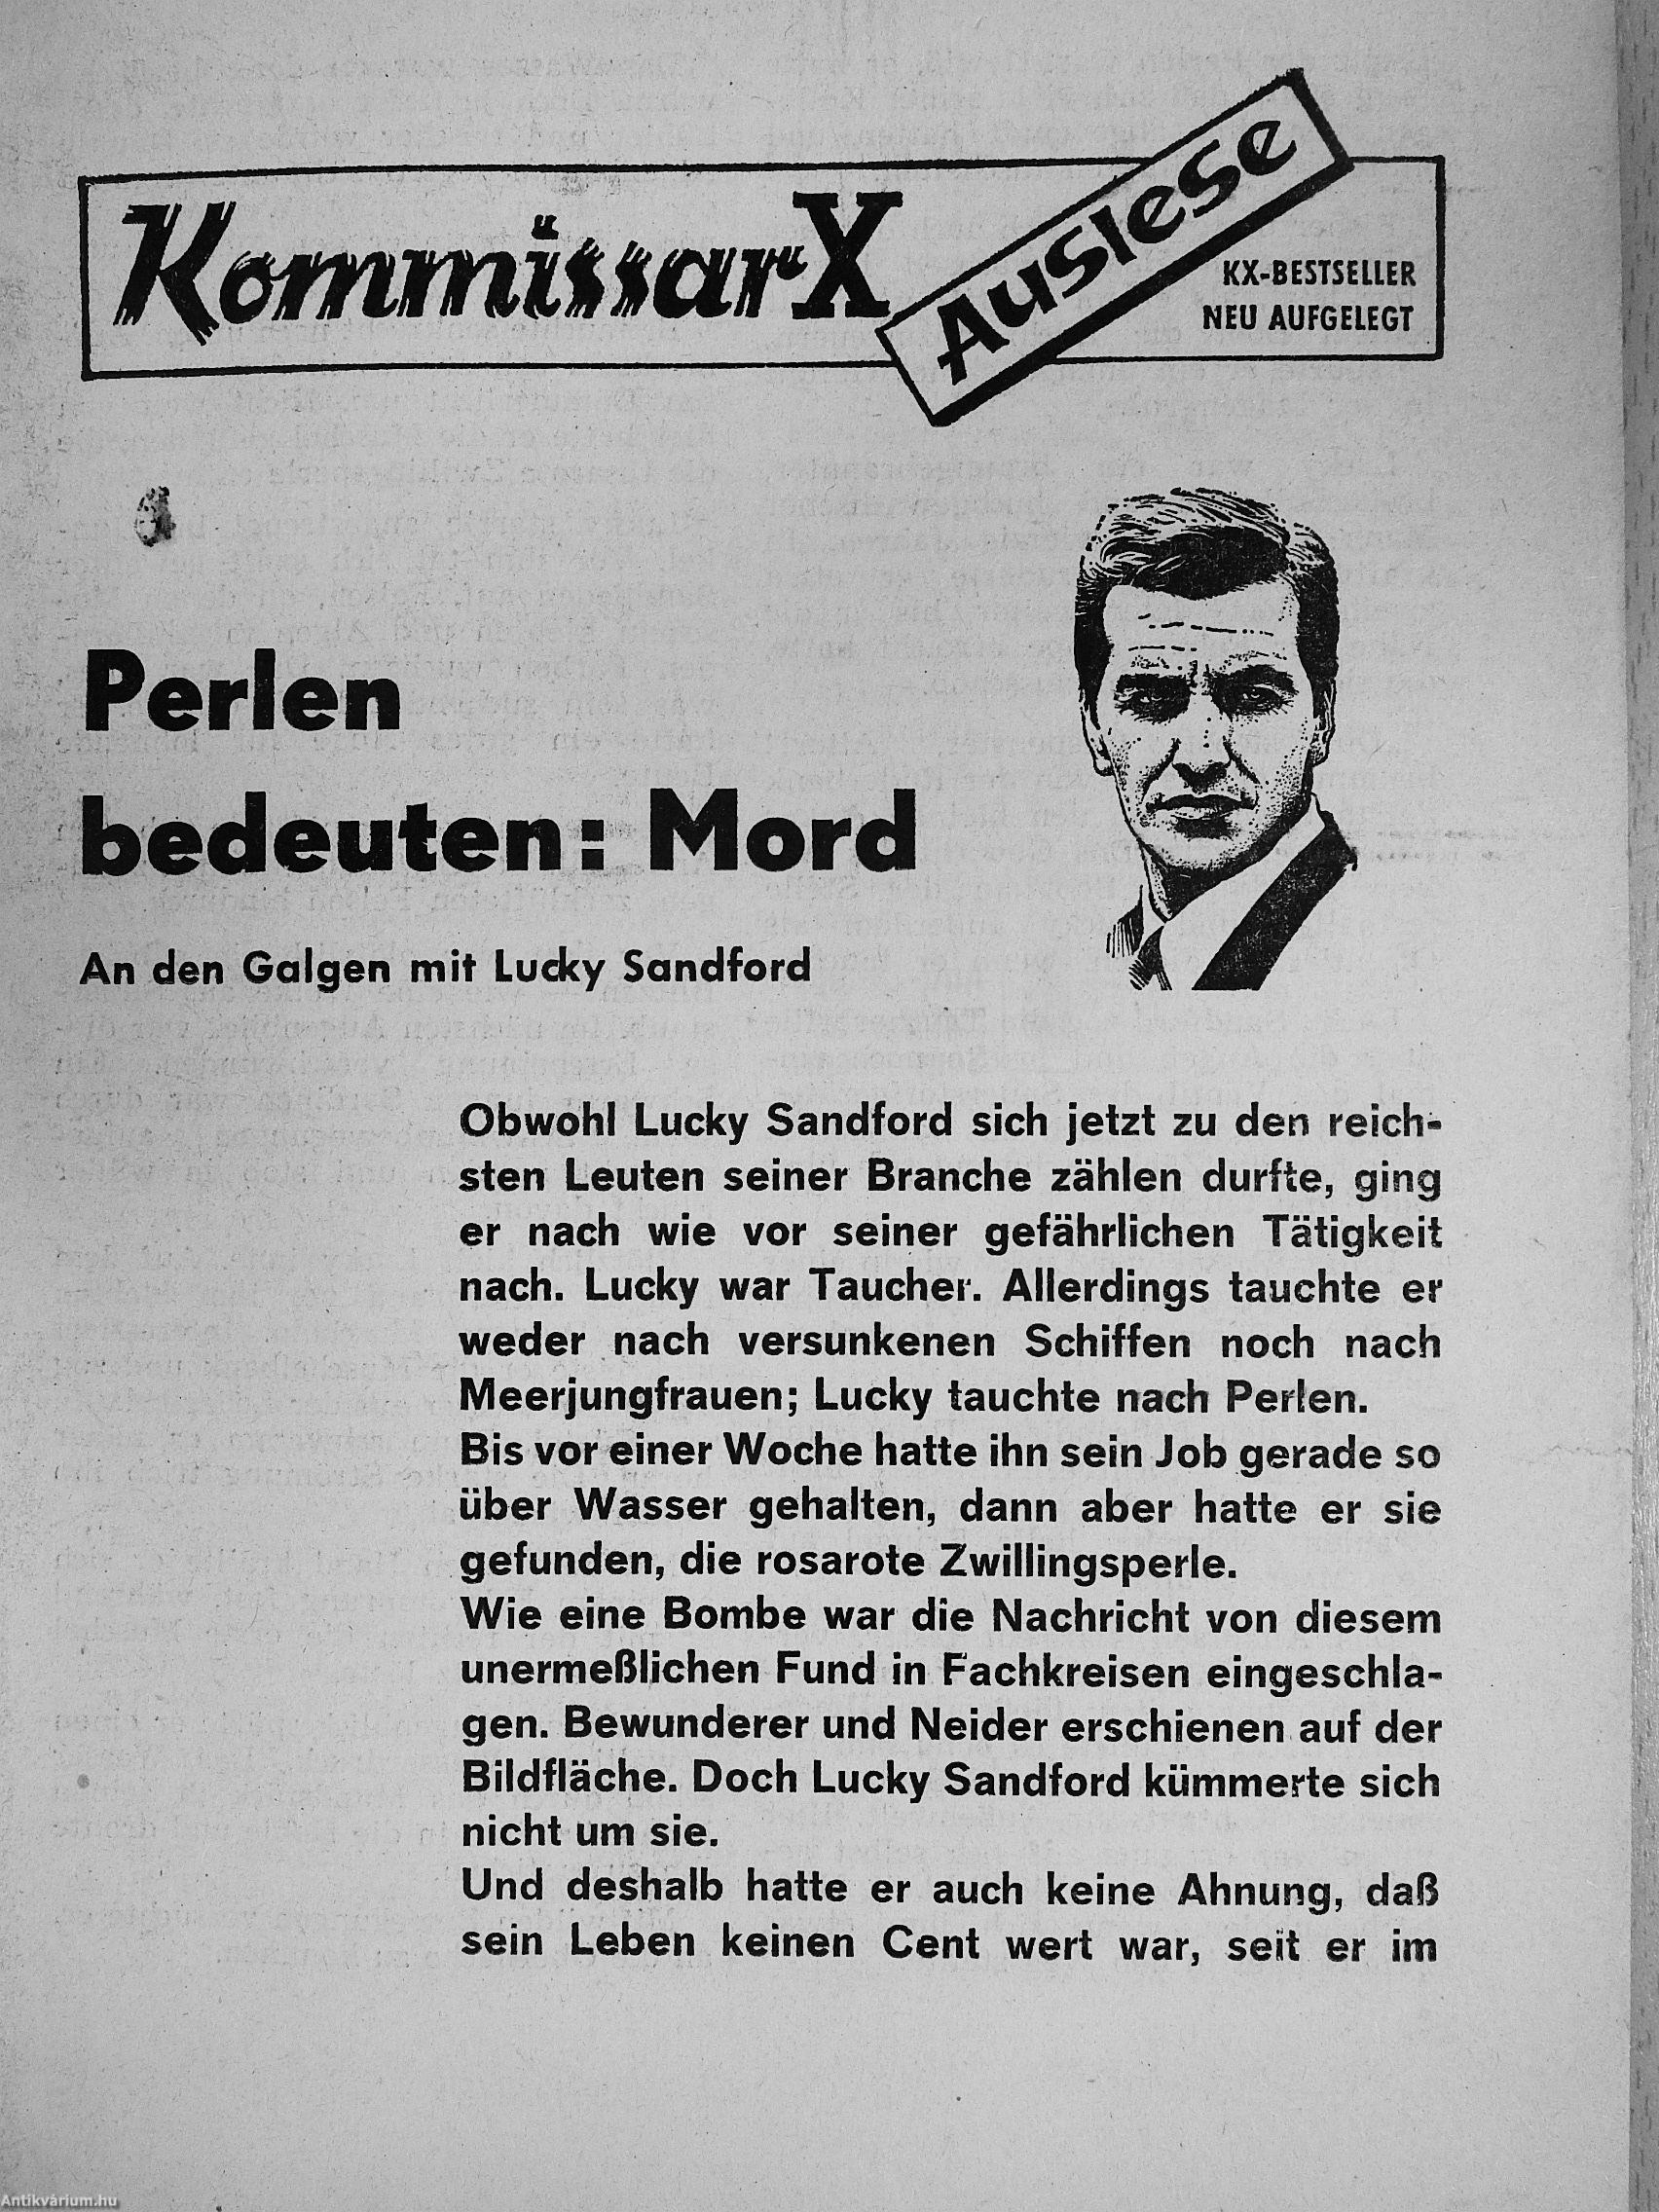 Kommissar X
Auslese
KX-BESTSELLER
NEU AUFGELEGT
Perlen
bedeuten: Mord
An den Galgen mit Lucky Sandford
Obwohl Lucky Sandford sich jetzt zu den reich-
sten Leuten seiner Branche zählen durfte, ging
er nach wie vor seiner gefährlichen Tätigkeit
nach. Lucky war Taucher. Allerdings tauchte er
weder nach versunkenen Schiffen noch nach
Meerjungfrauen; Lucky tauchte nach Perlen.
Bis vor einer Woche hatte ihn sein Job gerade so
über Wasser gehalten, dann aber hatte er sie
gefunden, die rosarote Zwillingsperle.
Wie eine Bombe war die Nachricht von diesem
unermeßlichen Fund in Fachkreisen eingeschla-
gen. Bewunderer und Neider erschienen auf der
Bildfläche. Doch Lucky Sandford kümmerte sich
nicht um sie.
Und deshalb hatte er auch keine Ahnung, daß
sein Leben keinen Cent wert war, seit er im
Antikvárium.hu